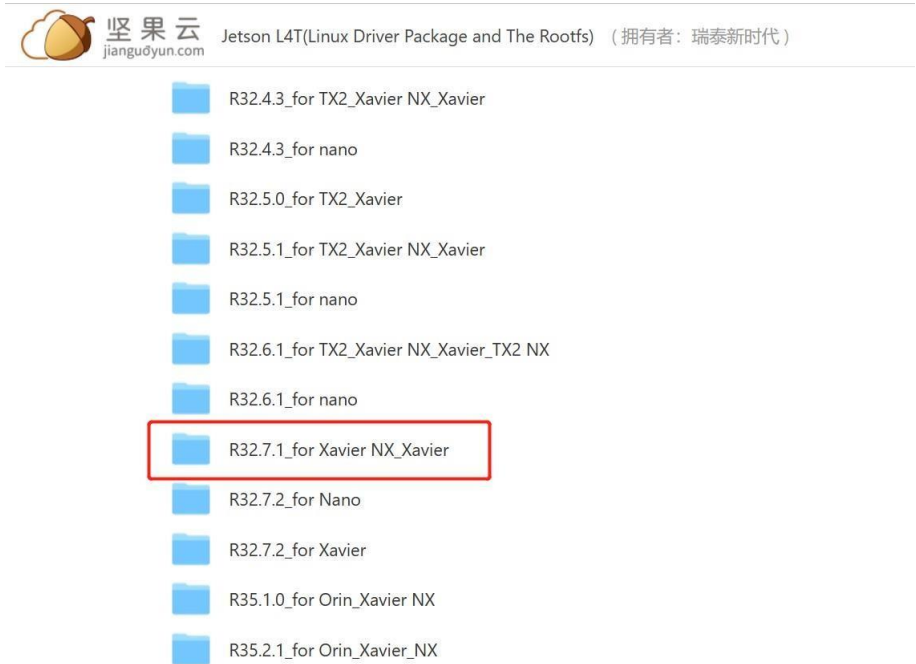 坚果云
jianguoyun.com
Jetson L4T(Linux Driver Package and The Rootfs) (拥有者：瑞泰新时代)
R32.4.3_for TX2_Xavier NX_Xavier
R32.4.3_for nano
R32.5.0_for TX2_Xavier
R32.5.1_for TX2_Xavier NX_Xavier
R32.5.1_for nano
R32.6.1_for TX2_Xavier NX_Xavier_TX2 NX
R32.6.1_for nano
R32.7.1_for Xavier NX_Xavier
R32.7.2_for Nano
R32.7.2_for Xavier
R35.1.0_for Orin_Xavier NX
R35.2.1_for Orin_Xavier_NX